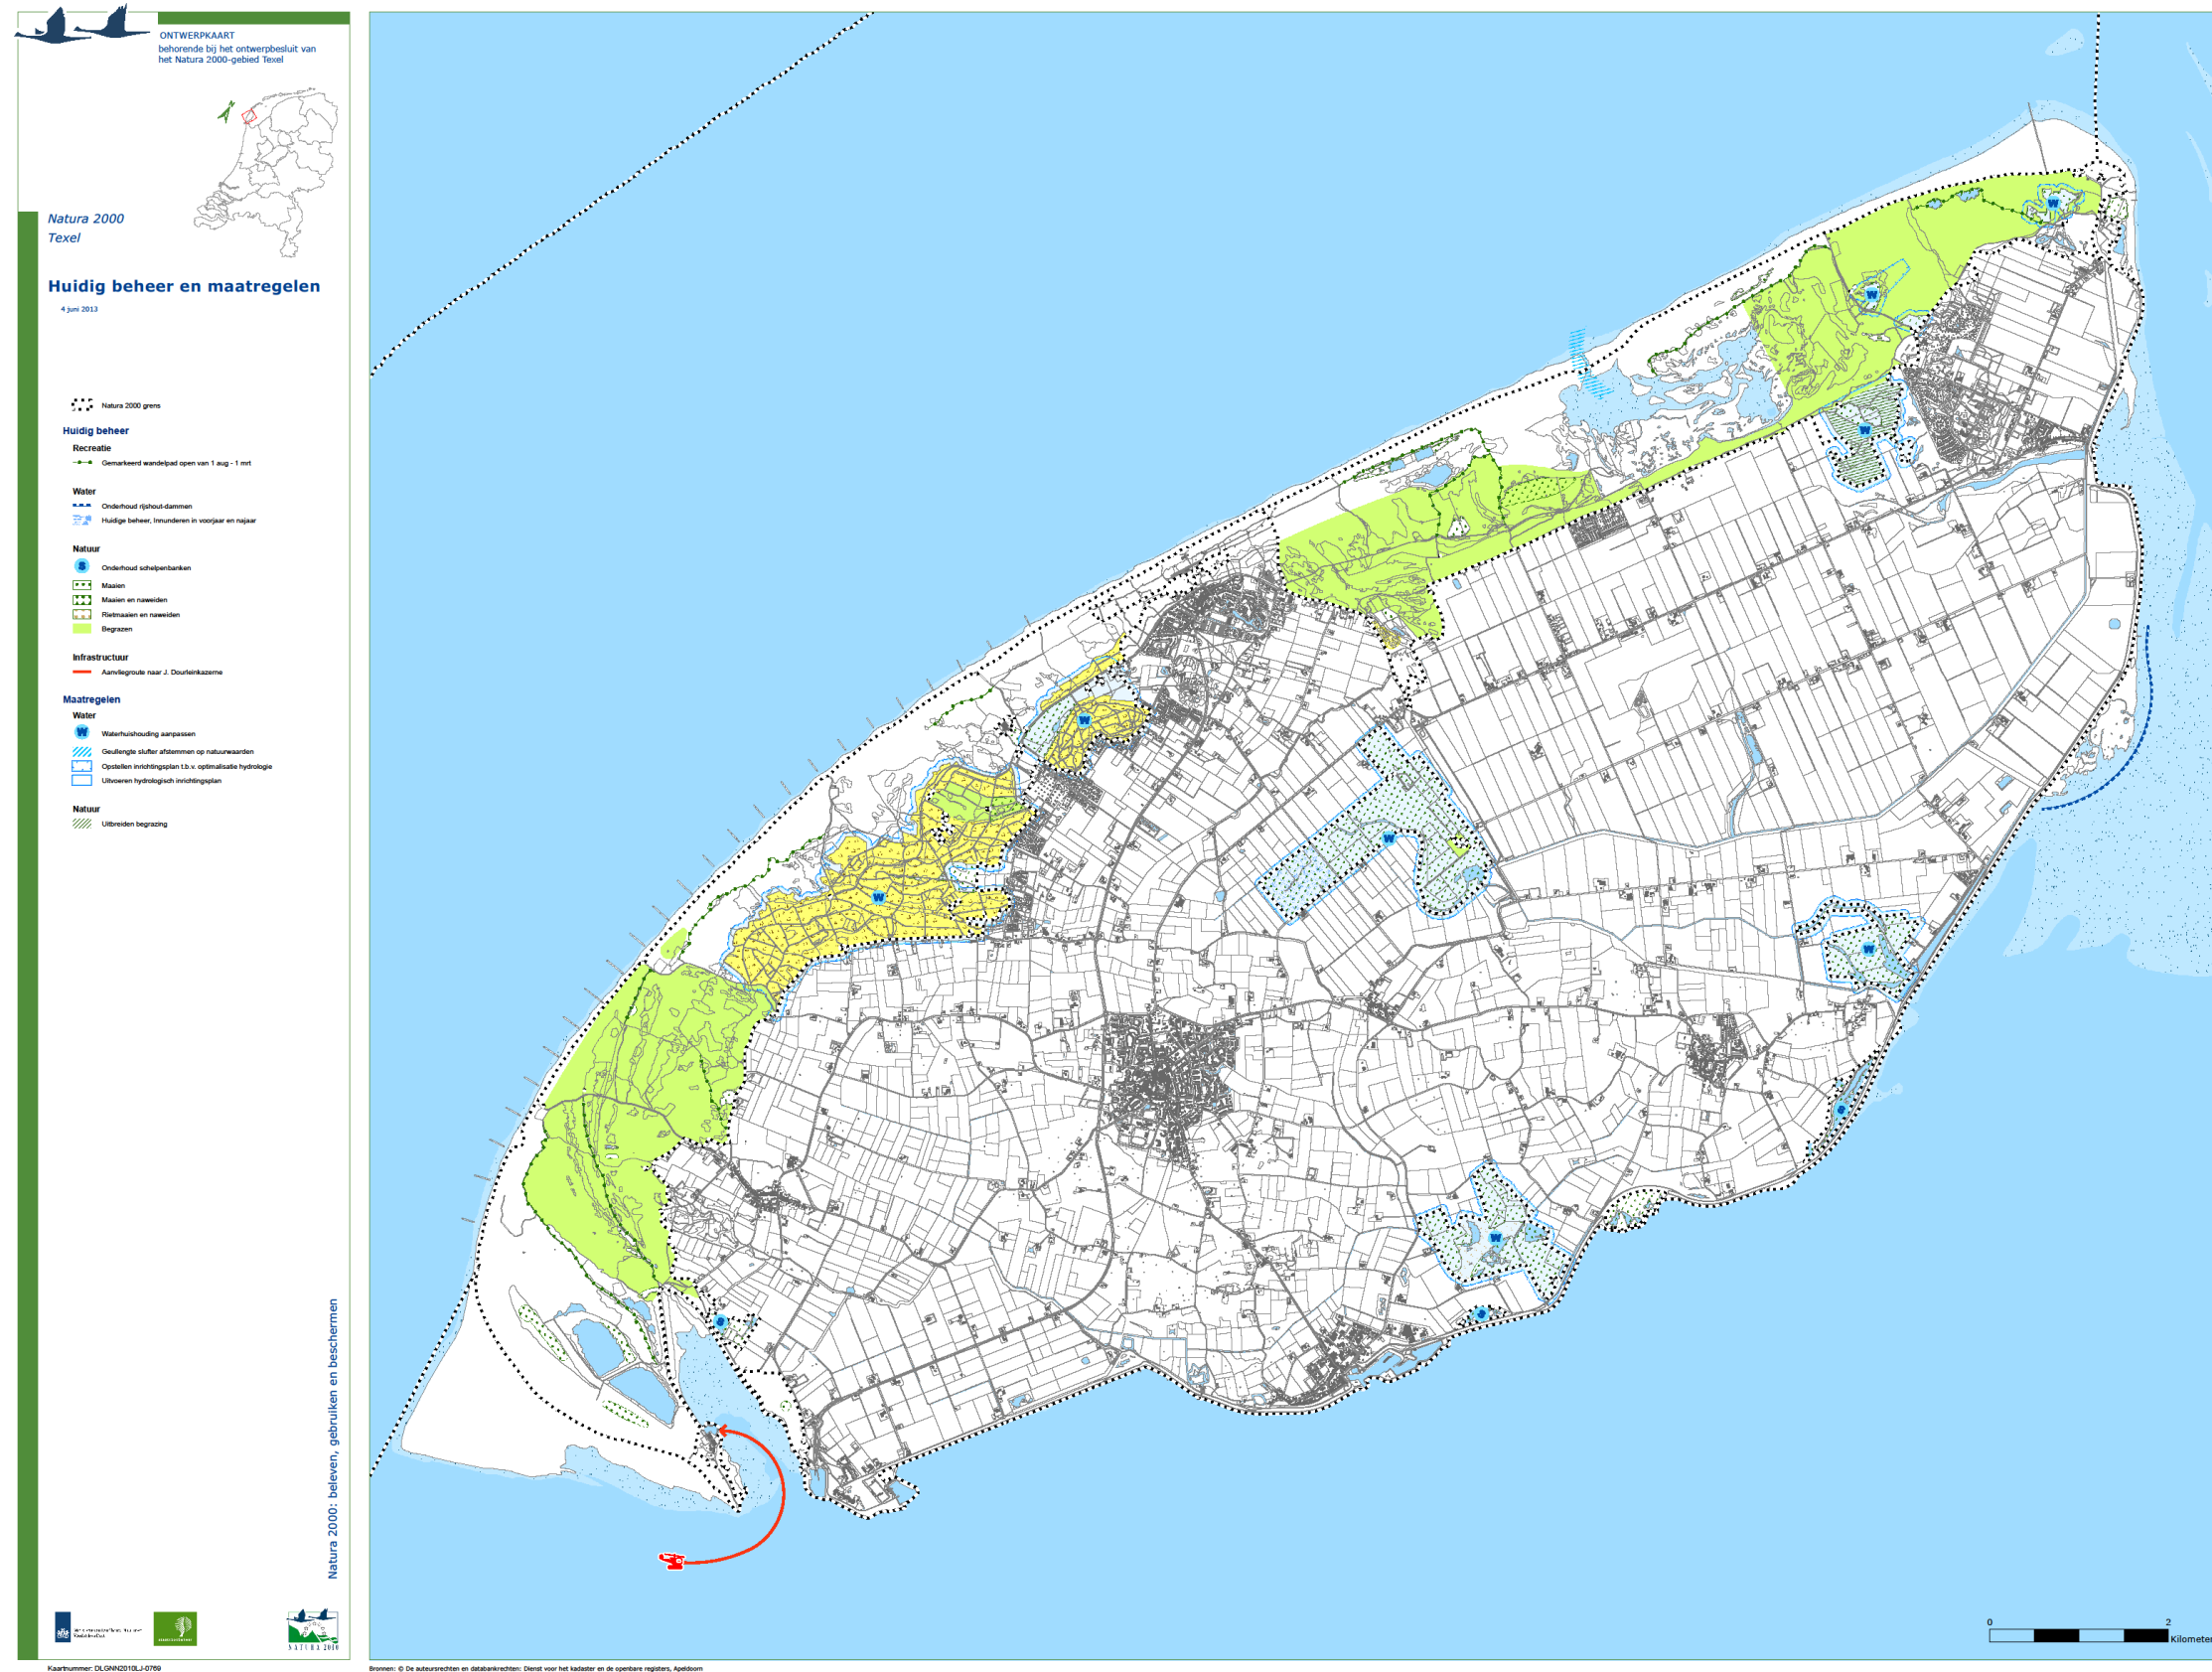 ONTWERPKAART
behorende bij het ontwerpbesluit van
het Natura 2000-gebied Texel
Natura 2000
Texel
Huidig beheer en maatregelen
4 juni 2013
Natura 2000 grens
Huidig beheer
Recreatie
Gemarkeerd wandelpad open van 1 aug - 1 mrt
Water
Onderhoud rijshout-dammen
Huidige beheer, Innunderen in voorjaar en najaar
Natuur
S Onderhoud schelpenbanken
Maaien
Maaien en naweiden
Rietmaaien en naweiden
Begrazen
Infrastructuur
Aanvliegroute naar J. Dourleinkazerne
Maatregelen
Water
W Waterhuishouding aanpassen
Geullengte slufter afstemmen op natuurwaarden
Opstellen inrichtingsplan t.b.v. optimalisatie hydrologie
Uitvoeren hydrologisch inrichtingsplan
Natuur
Uitbreiden begrazing
Natura 2000: beleven, gebruiken en beschermen
NATURA 2000
Kaartnummer: DLGNN2010LJ-0769
W
W
W
W
W
W
W
W
S
S
S
0 2
Kilometer
Bronnen: © De auteursrechten en databankrechten: Dienst voor het kadaster en de openbare registers, Apeldoorn